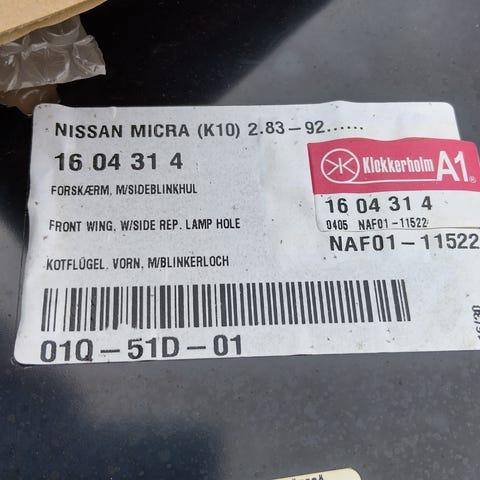 NISSAN MICRA (K10) 2.83-92......
16 04 31 4
FORSKÆRM, M/SIDEBLINKHUL
FRONT WING, W/SIDE REP. LAMP HOLE
KOTFLÜGEL, VORN, M/BLINKERLOCH
01Q-51D-01
Klokkerholm A1®
16 04 31 4
0405 NAF01-11522
NAF01-11522